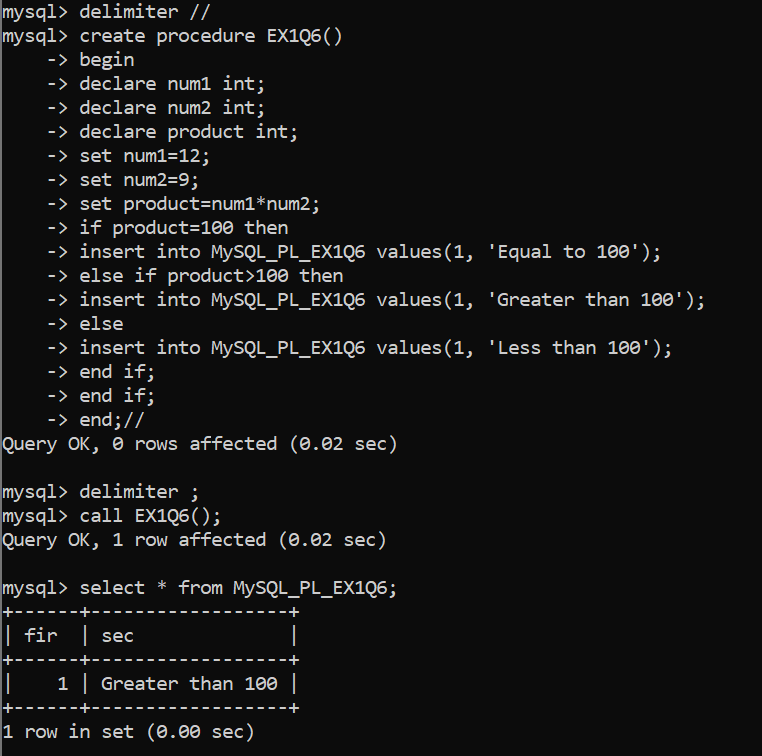 mysql> delimiter //
mysql> create procedure EX1Q6()
    -> begin
    -> declare num1 int;
    -> declare num2 int;
    -> declare product int;
    -> set num1=12;
    -> set num2=9;
    -> set product=num1*num2;
    -> if product=100 then
    -> insert into MySQL_PL_EX1Q6 values(1, 'Equal to 100');
    -> else if product>100 then
    -> insert into MySQL_PL_EX1Q6 values(1, 'Greater than 100');
    -> else
    -> insert into MySQL_PL_EX1Q6 values(1, 'Less than 100');
    -> end if;
    -> end if;
    -> end;//
Query OK, 0 rows affected (0.02 sec)

mysql> delimiter ;
mysql> call EX1Q6();
Query OK, 1 row affected (0.02 sec)

mysql> select * from MySQL_PL_EX1Q6;
+------+------------------+
| fir  | sec              |
+------+------------------+
|    1 | Greater than 100 |
+------+------------------+
1 row in set (0.00 sec)